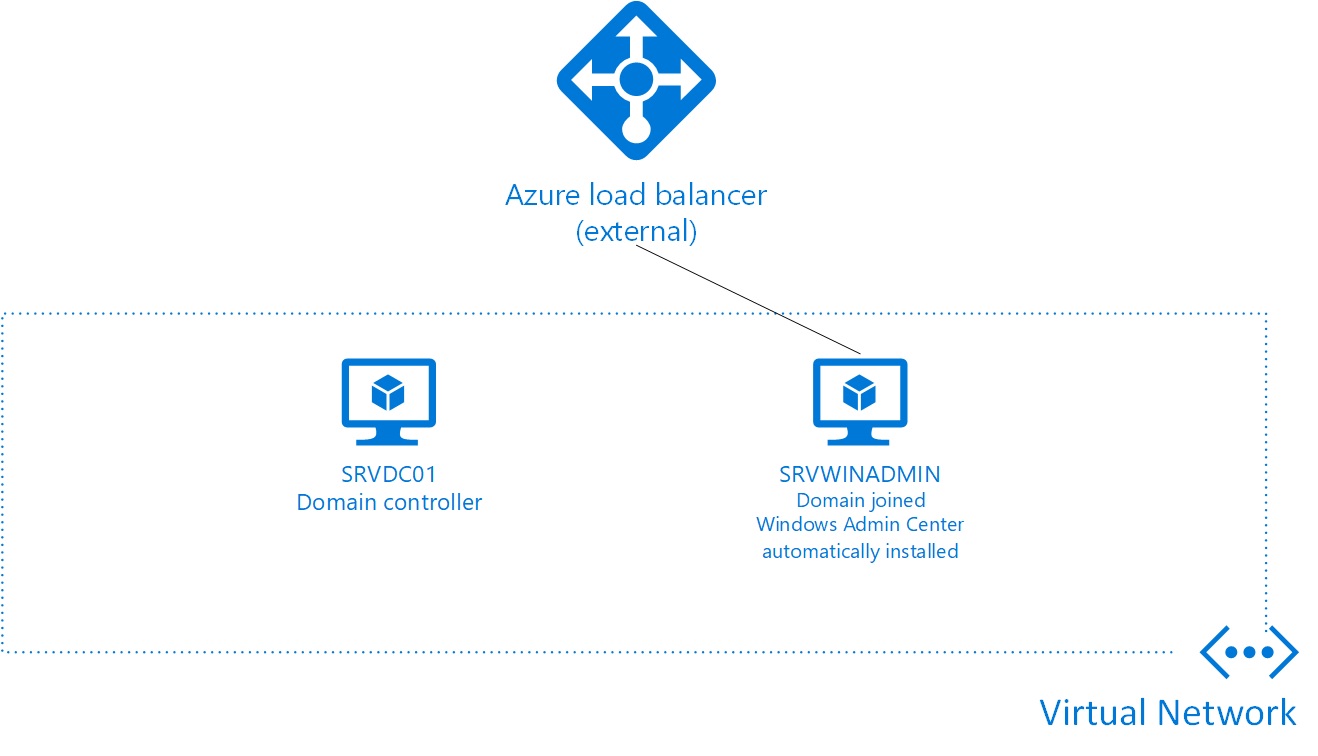 Azure load balancer
(external)
SRVDC01
Domain controller
SRVWINADMIN
Domain joined
Windows Admin Center
automatically installed
Virtual Network